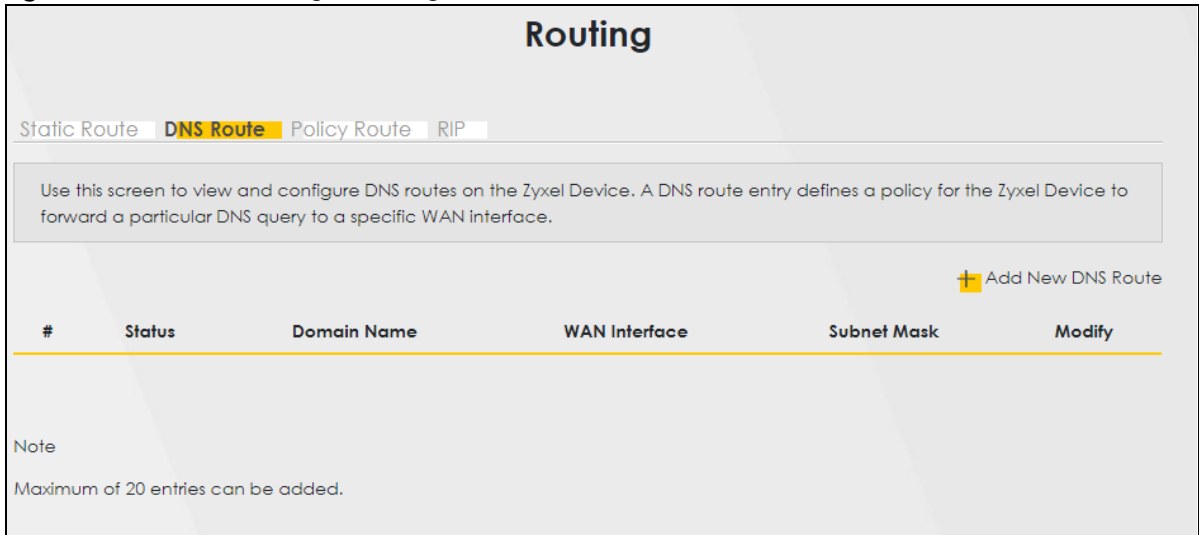 Routing
Static Route DNS Route Policy Route RIP
Use this screen to view and configure DNS routes on the Zyxel Device. A DNS route entry defines a policy for the Zyxel Device to
forward a particular DNS query to a specific WAN interface.
+ Add New DNS Route
# Status Domain Name WAN Interface Subnet Mask Modify
Note
Maximum of 20 entries can be added.